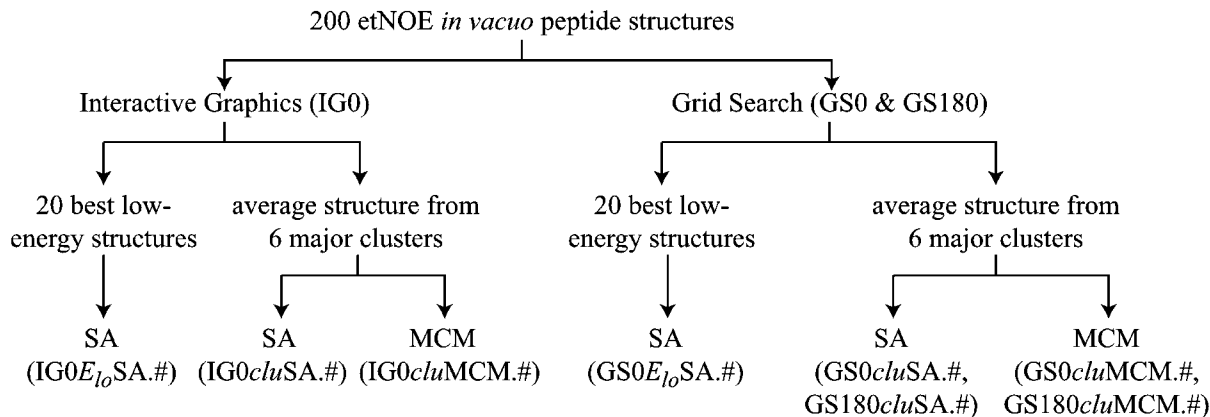 200 etNOE in vacuo peptide structures
Interactive Graphics (IG0)
Grid Search (GS0 & GS180)
20 best low-
energy structures
average structure from
6 major clusters
20 best low-
energy structures
average structure from
6 major clusters
SA
(IG0EloSA.#)
SA
(IG0cluSA.#)
MCM
(IG0cluMCM.#)
SA
(GS0EloSA.#)
SA
(GS0cluSA.#,
GS180cluSA.#)
MCM
(GS0cluMCM.#,
GS180cluMCM.#)